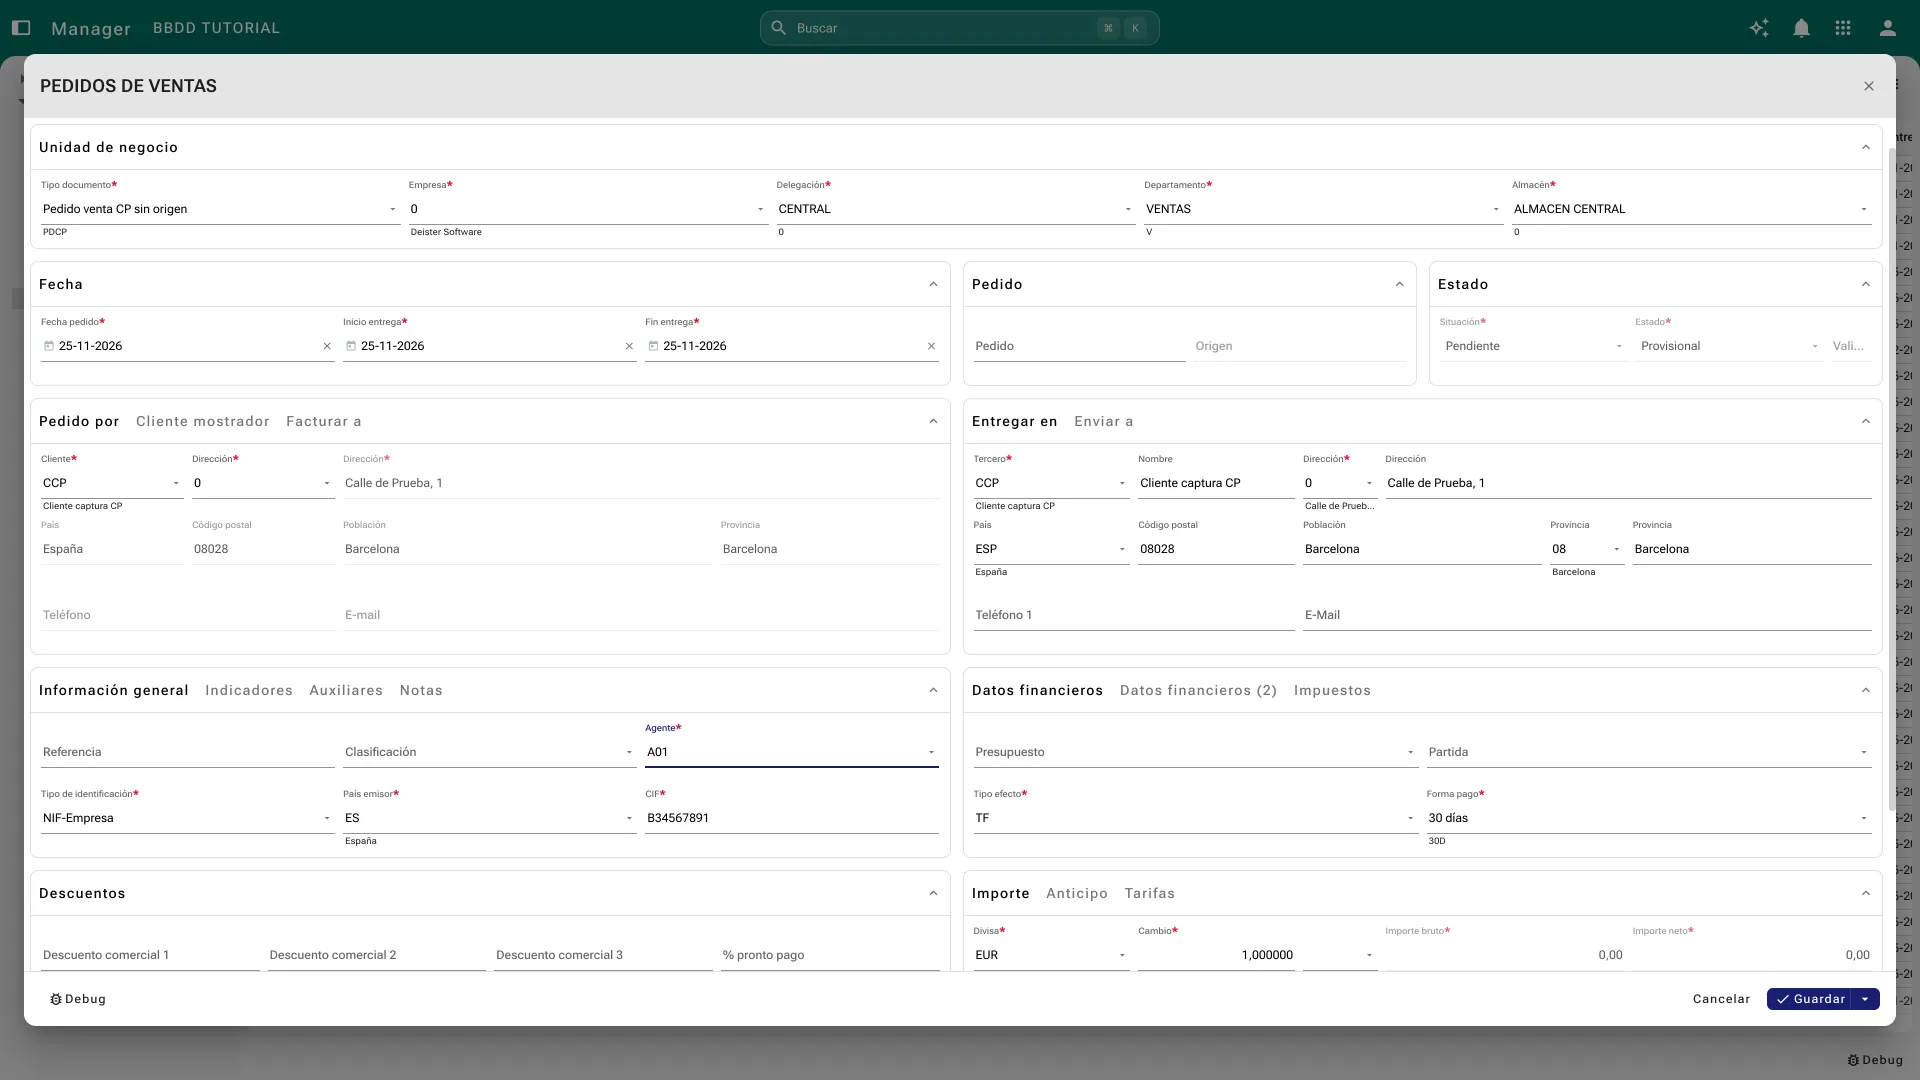 Manager BBDD TUTORIAL Buscar ⌘ K
PEDIDOS DE VENTAS
Unidad de negocio
Tipo documento* Empresa* Delegación* Departamento* Almacén*
Pedido venta CP sin origen 0 CENTRAL VENTAS ALMACEN CENTRAL
PDCP Deister Software 0 V 0
Fecha Pedido Estado
Fecha pedido* Inicio entrega* Fin entrega* Situación* Estado*
25-11-2026 25-11-2026 25-11-2026 Pedido Origen Pendiente Provisional Vali...
Pedido por Cliente mostrador Facturar a Entregar en Enviar a
Cliente* Dirección* Dirección* Tercero* Nombre Dirección* Dirección
CCP 0 Calle de Prueba, 1 CCP Cliente captura CP 0 Calle de Prueba, 1
Cliente captura CP Cliente captura CP Calle de Prueb...
País Código postal Población Provincia País Código postal Población Provincia Provincia
España 08028 Barcelona Barcelona ESP 08028 Barcelona 08 Barcelona
España Barcelona
Teléfono E-mail Teléfono 1 E-Mail
Información general Indicadores Auxiliares Notas Datos financieros Datos financieros (2) Impuestos
Agente*
Referencia Clasificación A01 Presupuesto Partida
Tipo de identificación* País emisor* CIF* Tipo efecto* Forma pago*
NIF-Empresa ES B34567891 TF 30 días
España 30D
Descuentos Importe Anticipo Tarifas
Divisa* Cambio* Importe bruto* Importe neto*
Descuento comercial 1 Descuento comercial 2 Descuento comercial 3 % pronto pago EUR 1,000000 0,00 0,00
Debug Cancelar Guardar
Debug